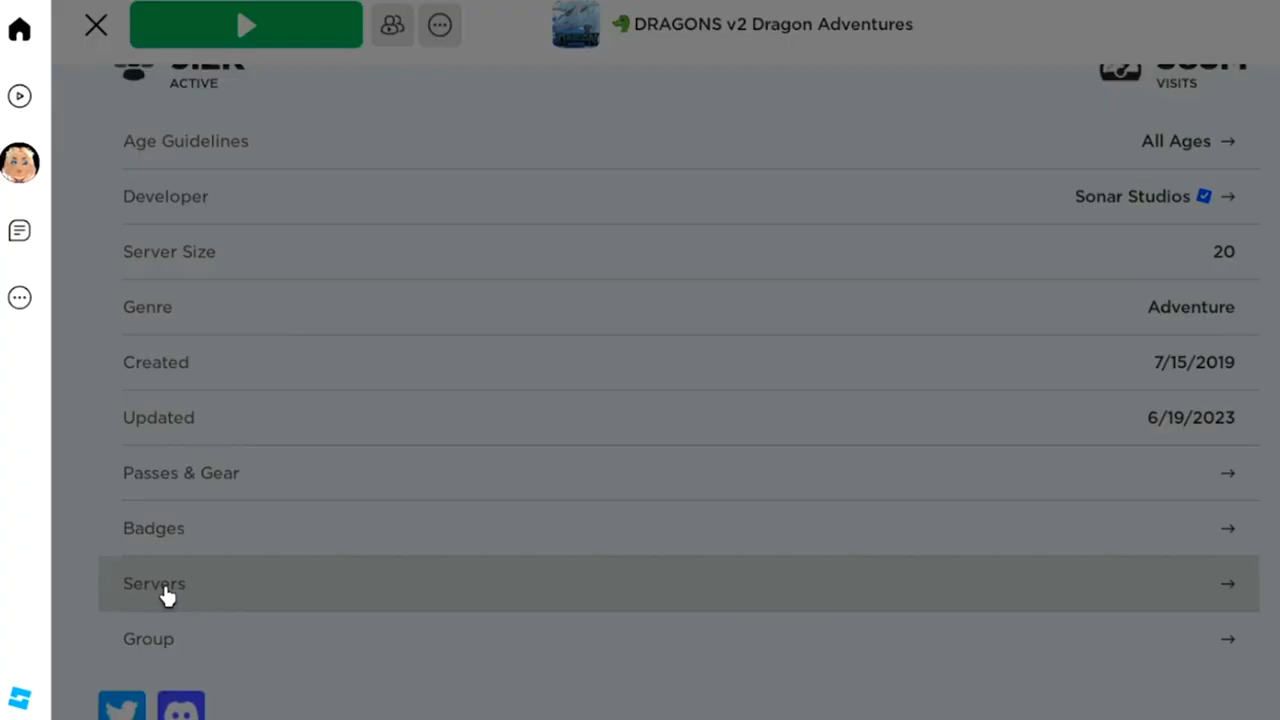 DRAGONS v2 Dragon Adventures
ACTIVE
VISITS
Age Guidelines
All Ages →
Developer
Sonar Studios →
Server Size
20
Genre
Adventure
Created
7/15/2019
Updated
6/19/2023
Passes & Gear →
Badges →
Servers →
Group →